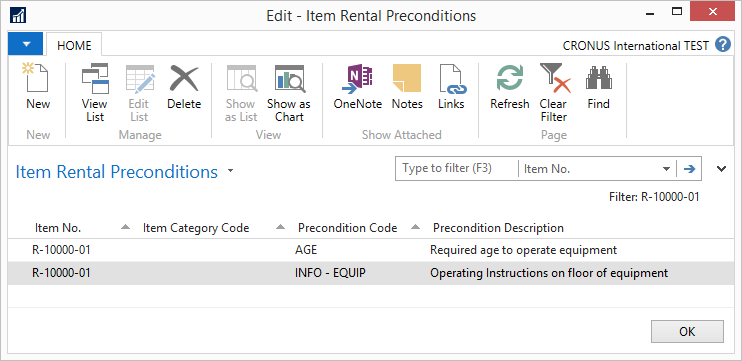 Edit - Item Rental Preconditions
HOME
CRONUS International TEST
New
View List
Edit List
Delete
Show as List
Show as Chart
OneNote
Notes
Links
Refresh
Clear Filter
Find
New
Manage
View
Show Attached
Page
Item Rental Preconditions
Type to filter (F3)
Item No.
Filter: R-10000-01
Item No. Item Category Code Precondition Code Precondition Description
R-10000-01 AGE Required age to operate equipment
R-10000-01 INFO - EQUIP Operating Instructions on floor of equipment
OK